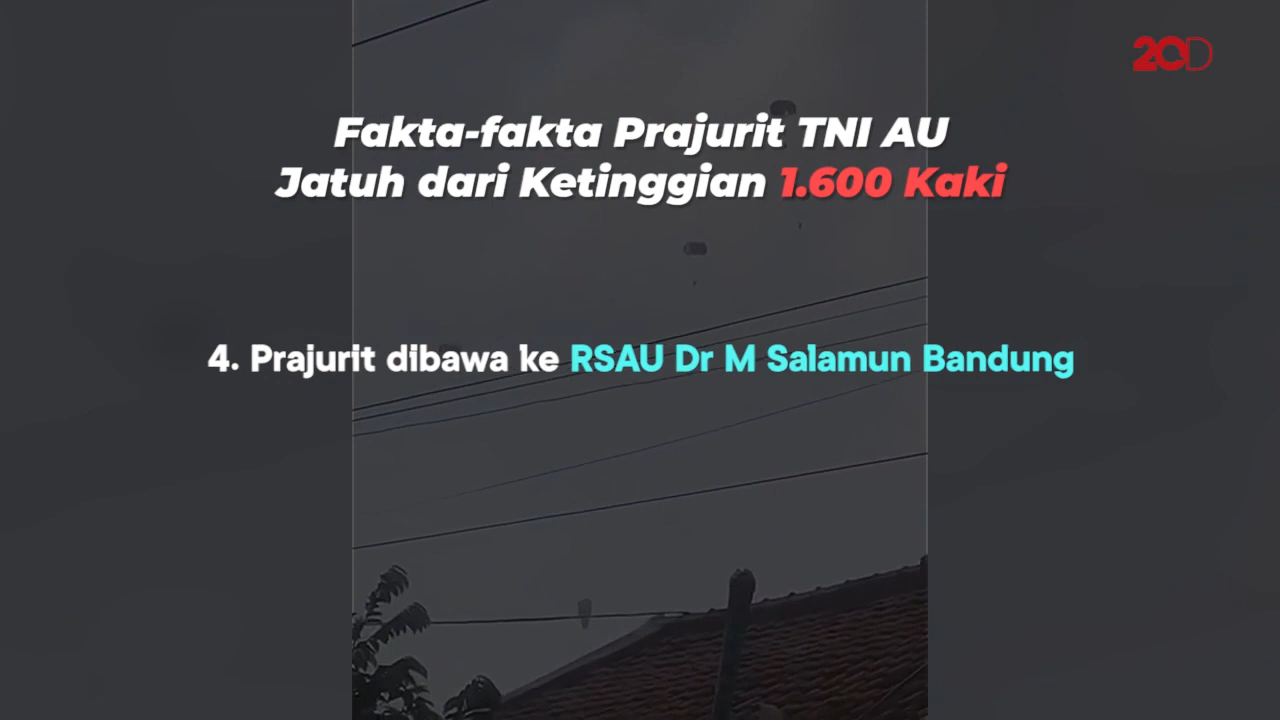 20D
Fakta-fakta Prajurit TNI AU
Jatuh dari Ketinggian 1.600 Kaki
4. Prajurit dibawa ke RSAU Dr M Salamun Bandung